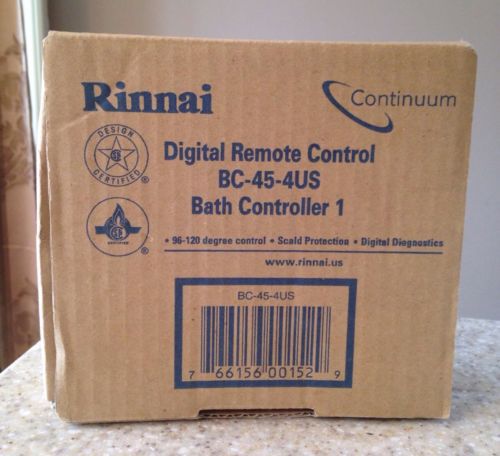 Rinnai
Continuum
DESIGN
CERTIFIED
®
Digital Remote Control
BC-45-4US
Bath Controller 1
CERTIFIED
®
• 96-120 degree control • Scald Protection • Digital Diagnostics
www.rinnai.us
BC-45-4US
7 66156 00152 9